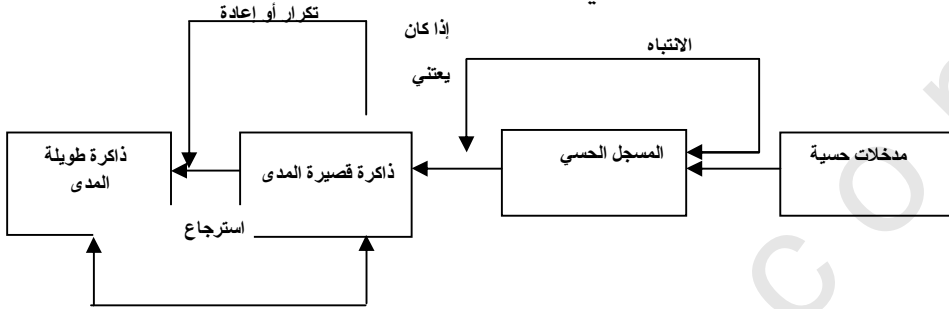 تكرار أو إعادة
إذا كان
يعتني
الانتباه
مدخلات حسية
المسجل الحسي
ذاكرة قصيرة المدى
ذاكرة طويلة
المدى
استرجاع